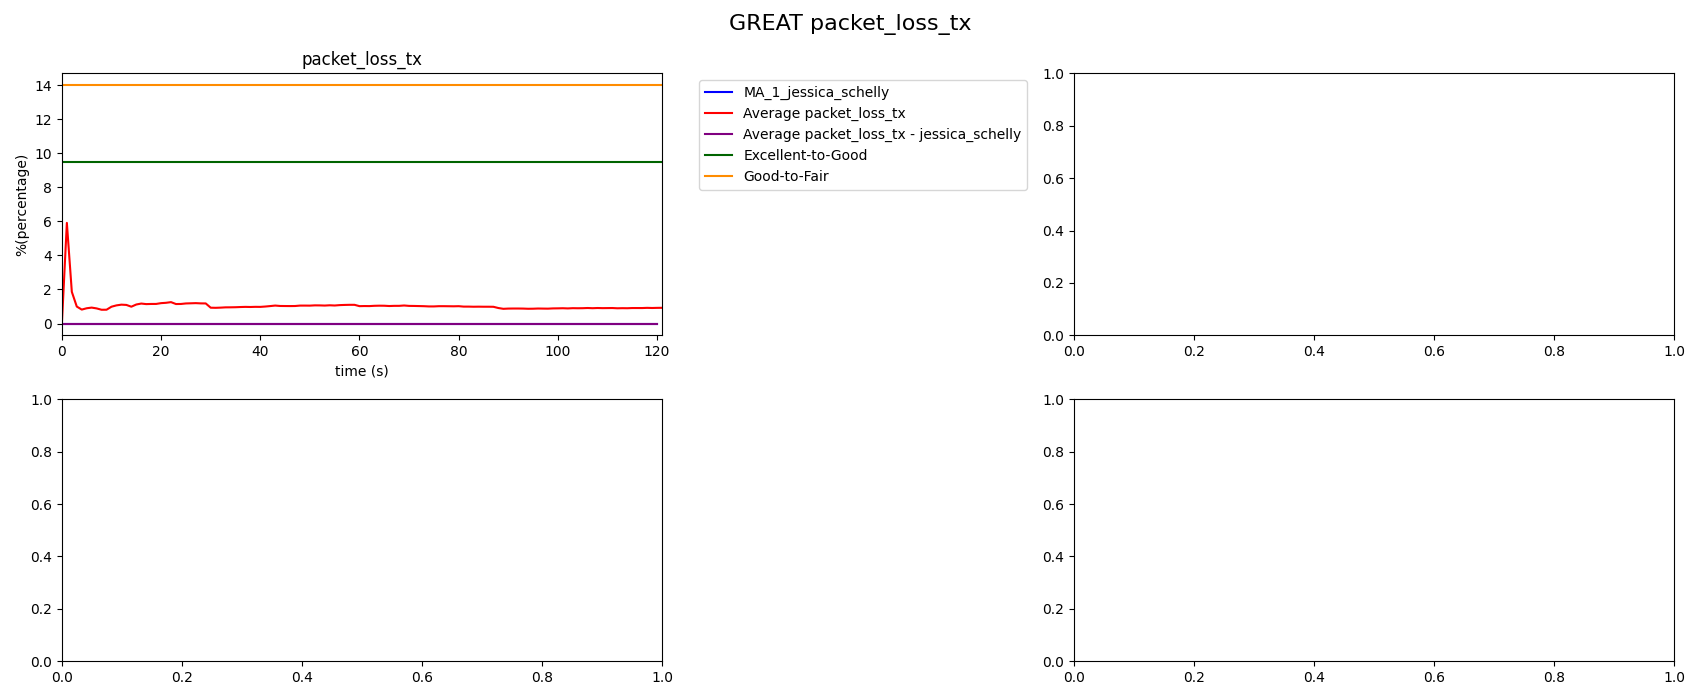 GREAT packet_loss_tx
packet_loss_tx
14
12
10
8
6
4
2
0
%(percentage)
0 20 40 60 80 100 120
time (s)
MA_1_jessica_schelly
Average packet_loss_tx
Average packet_loss_tx - jessica_schelly
Excellent-to-Good
Good-to-Fair
1.0
0.8
0.6
0.4
0.2
0.0
0.0 0.2 0.4 0.6 0.8 1.0
1.0
0.8
0.6
0.4
0.2
0.0
0.0 0.2 0.4 0.6 0.8 1.0
1.0
0.8
0.6
0.4
0.2
0.0
0.0 0.2 0.4 0.6 0.8 1.0